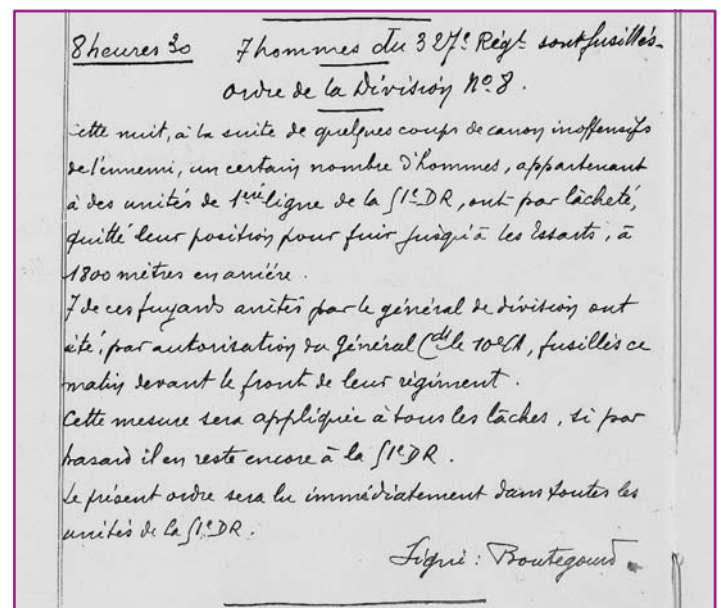 8 heures 30 7 hommes du 327e Régt sont fusillés.
ordre de la Division No 8.
Cette nuit, à la suite de quelques coups de canon inoffensifs
de l'ennemi, un certain nombre d'hommes, appartenant
à des unités de 1ère ligne de la 51e DR, ont par lâcheté,
quitté leur position pour fuir jusqu'à les Essarts, à
1800 mètres en arrière.
7 de ces fuyards arrêtés par le général de division ont
été, par autorisation du Général Cdt le 10e CA, fusillés ce
matin devant le front de leur régiment.
Cette mesure sera appliquée à tous les lâches, si par
hasard il en reste encore à la 51e DR.
Le présent ordre sera lu immédiatement dans toutes les
unités de la 51e DR.
Signé : Boutegourd.